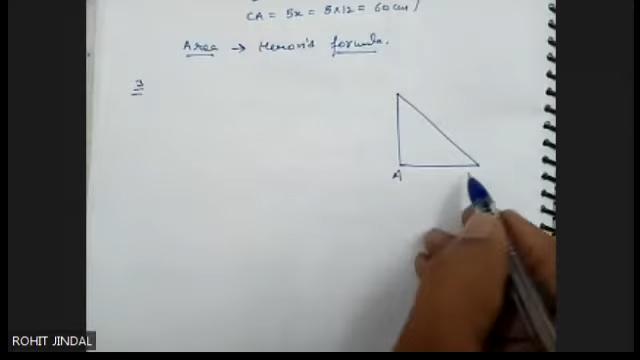 CA = 5x = 5×12 = 60 cm
Area → Heron's formula.
3
A
ROHIT JINDAL